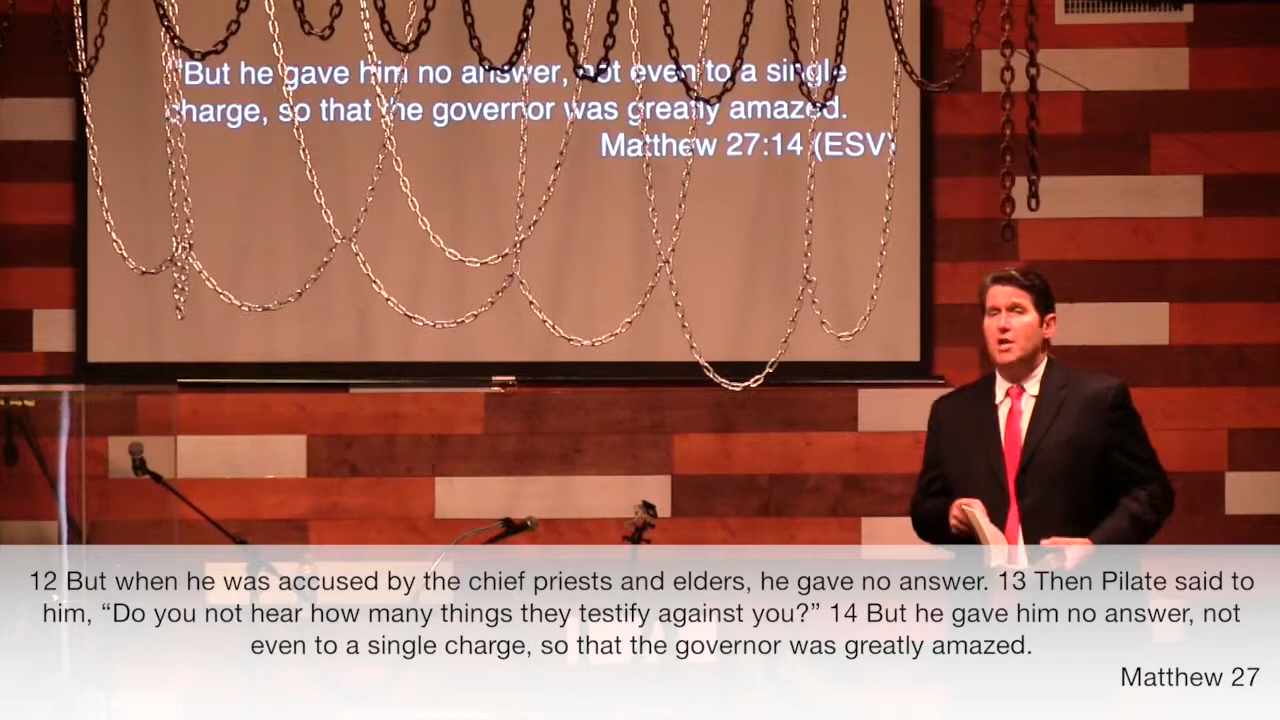 "But he gave him no answer, not even to a single
charge, so that the governor was greatly amazed.
Matthew 27:14 (ESV)
12 But when he was accused by the chief priests and elders, he gave no answer. 13 Then Pilate said to
him, “Do you not hear how many things they testify against you?” 14 But he gave him no answer, not
even to a single charge, so that the governor was greatly amazed.
Matthew 27